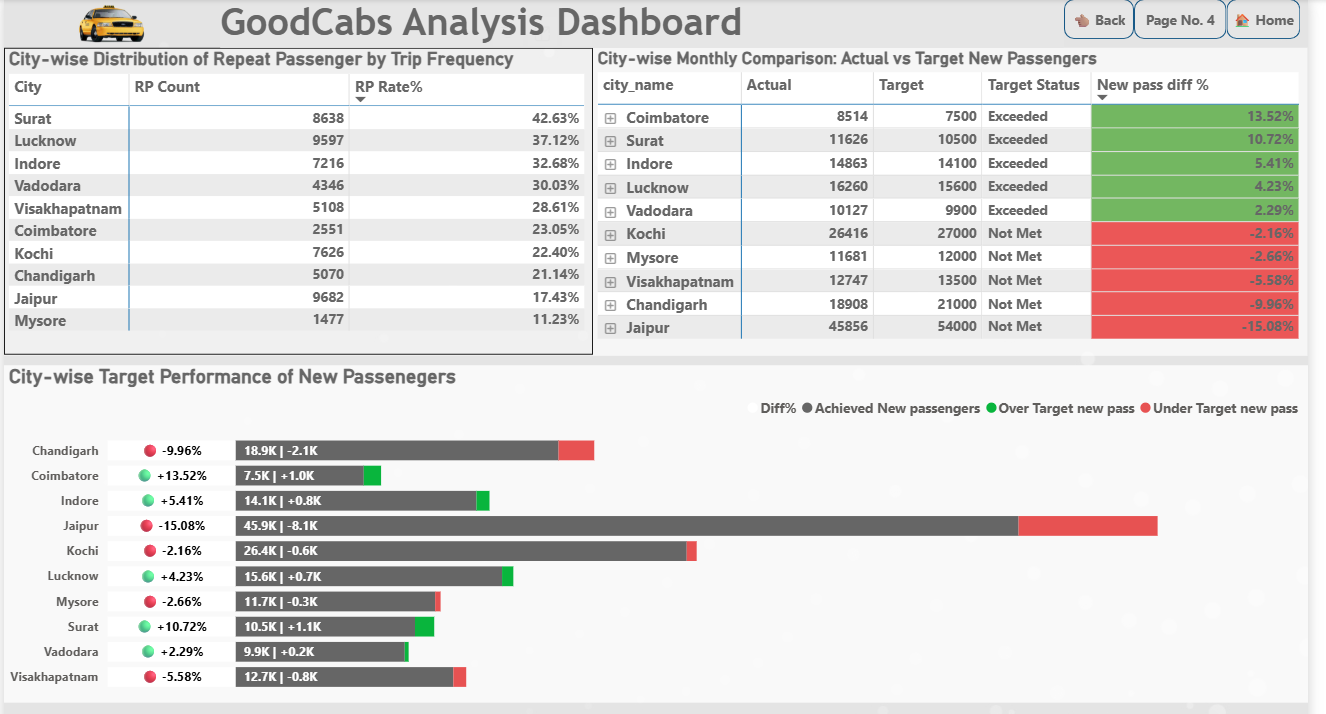 GoodCabs Analysis Dashboard
Back
Page No. 4
Home
City-wise Distribution of Repeat Passenger by Trip Frequency
City RP Count RP Rate%
Surat 8638 42.63%
Lucknow 9597 37.12%
Indore 7216 32.68%
Vadodara 4346 30.03%
Visakhapatnam 5108 28.61%
Coimbatore 2551 23.05%
Kochi 7626 22.40%
Chandigarh 5070 21.14%
Jaipur 9682 17.43%
Mysore 1477 11.23%
City-wise Monthly Comparison: Actual vs Target New Passengers
city_name Actual Target Target Status New pass diff %
Coimbatore 8514 7500 Exceeded 13.52%
Surat 11626 10500 Exceeded 10.72%
Indore 14863 14100 Exceeded 5.41%
Lucknow 16260 15600 Exceeded 4.23%
Vadodara 10127 9900 Exceeded 2.29%
Kochi 26416 27000 Not Met -2.16%
Mysore 11681 12000 Not Met -2.66%
Visakhapatnam 12747 13500 Not Met -5.58%
Chandigarh 18908 21000 Not Met -9.96%
Jaipur 45856 54000 Not Met -15.08%
City-wise Target Performance of New Passenegers
Diff% Achieved New passengers Over Target new pass Under Target new pass
Chandigarh -9.96% 18.9K | -2.1K
Coimbatore +13.52% 7.5K | +1.0K
Indore +5.41% 14.1K | +0.8K
Jaipur -15.08% 45.9K | -8.1K
Kochi -2.16% 26.4K | -0.6K
Lucknow +4.23% 15.6K | +0.7K
Mysore -2.66% 11.7K | -0.3K
Surat +10.72% 10.5K | +1.1K
Vadodara +2.29% 9.9K | +0.2K
Visakhapatnam -5.58% 12.7K | -0.8K